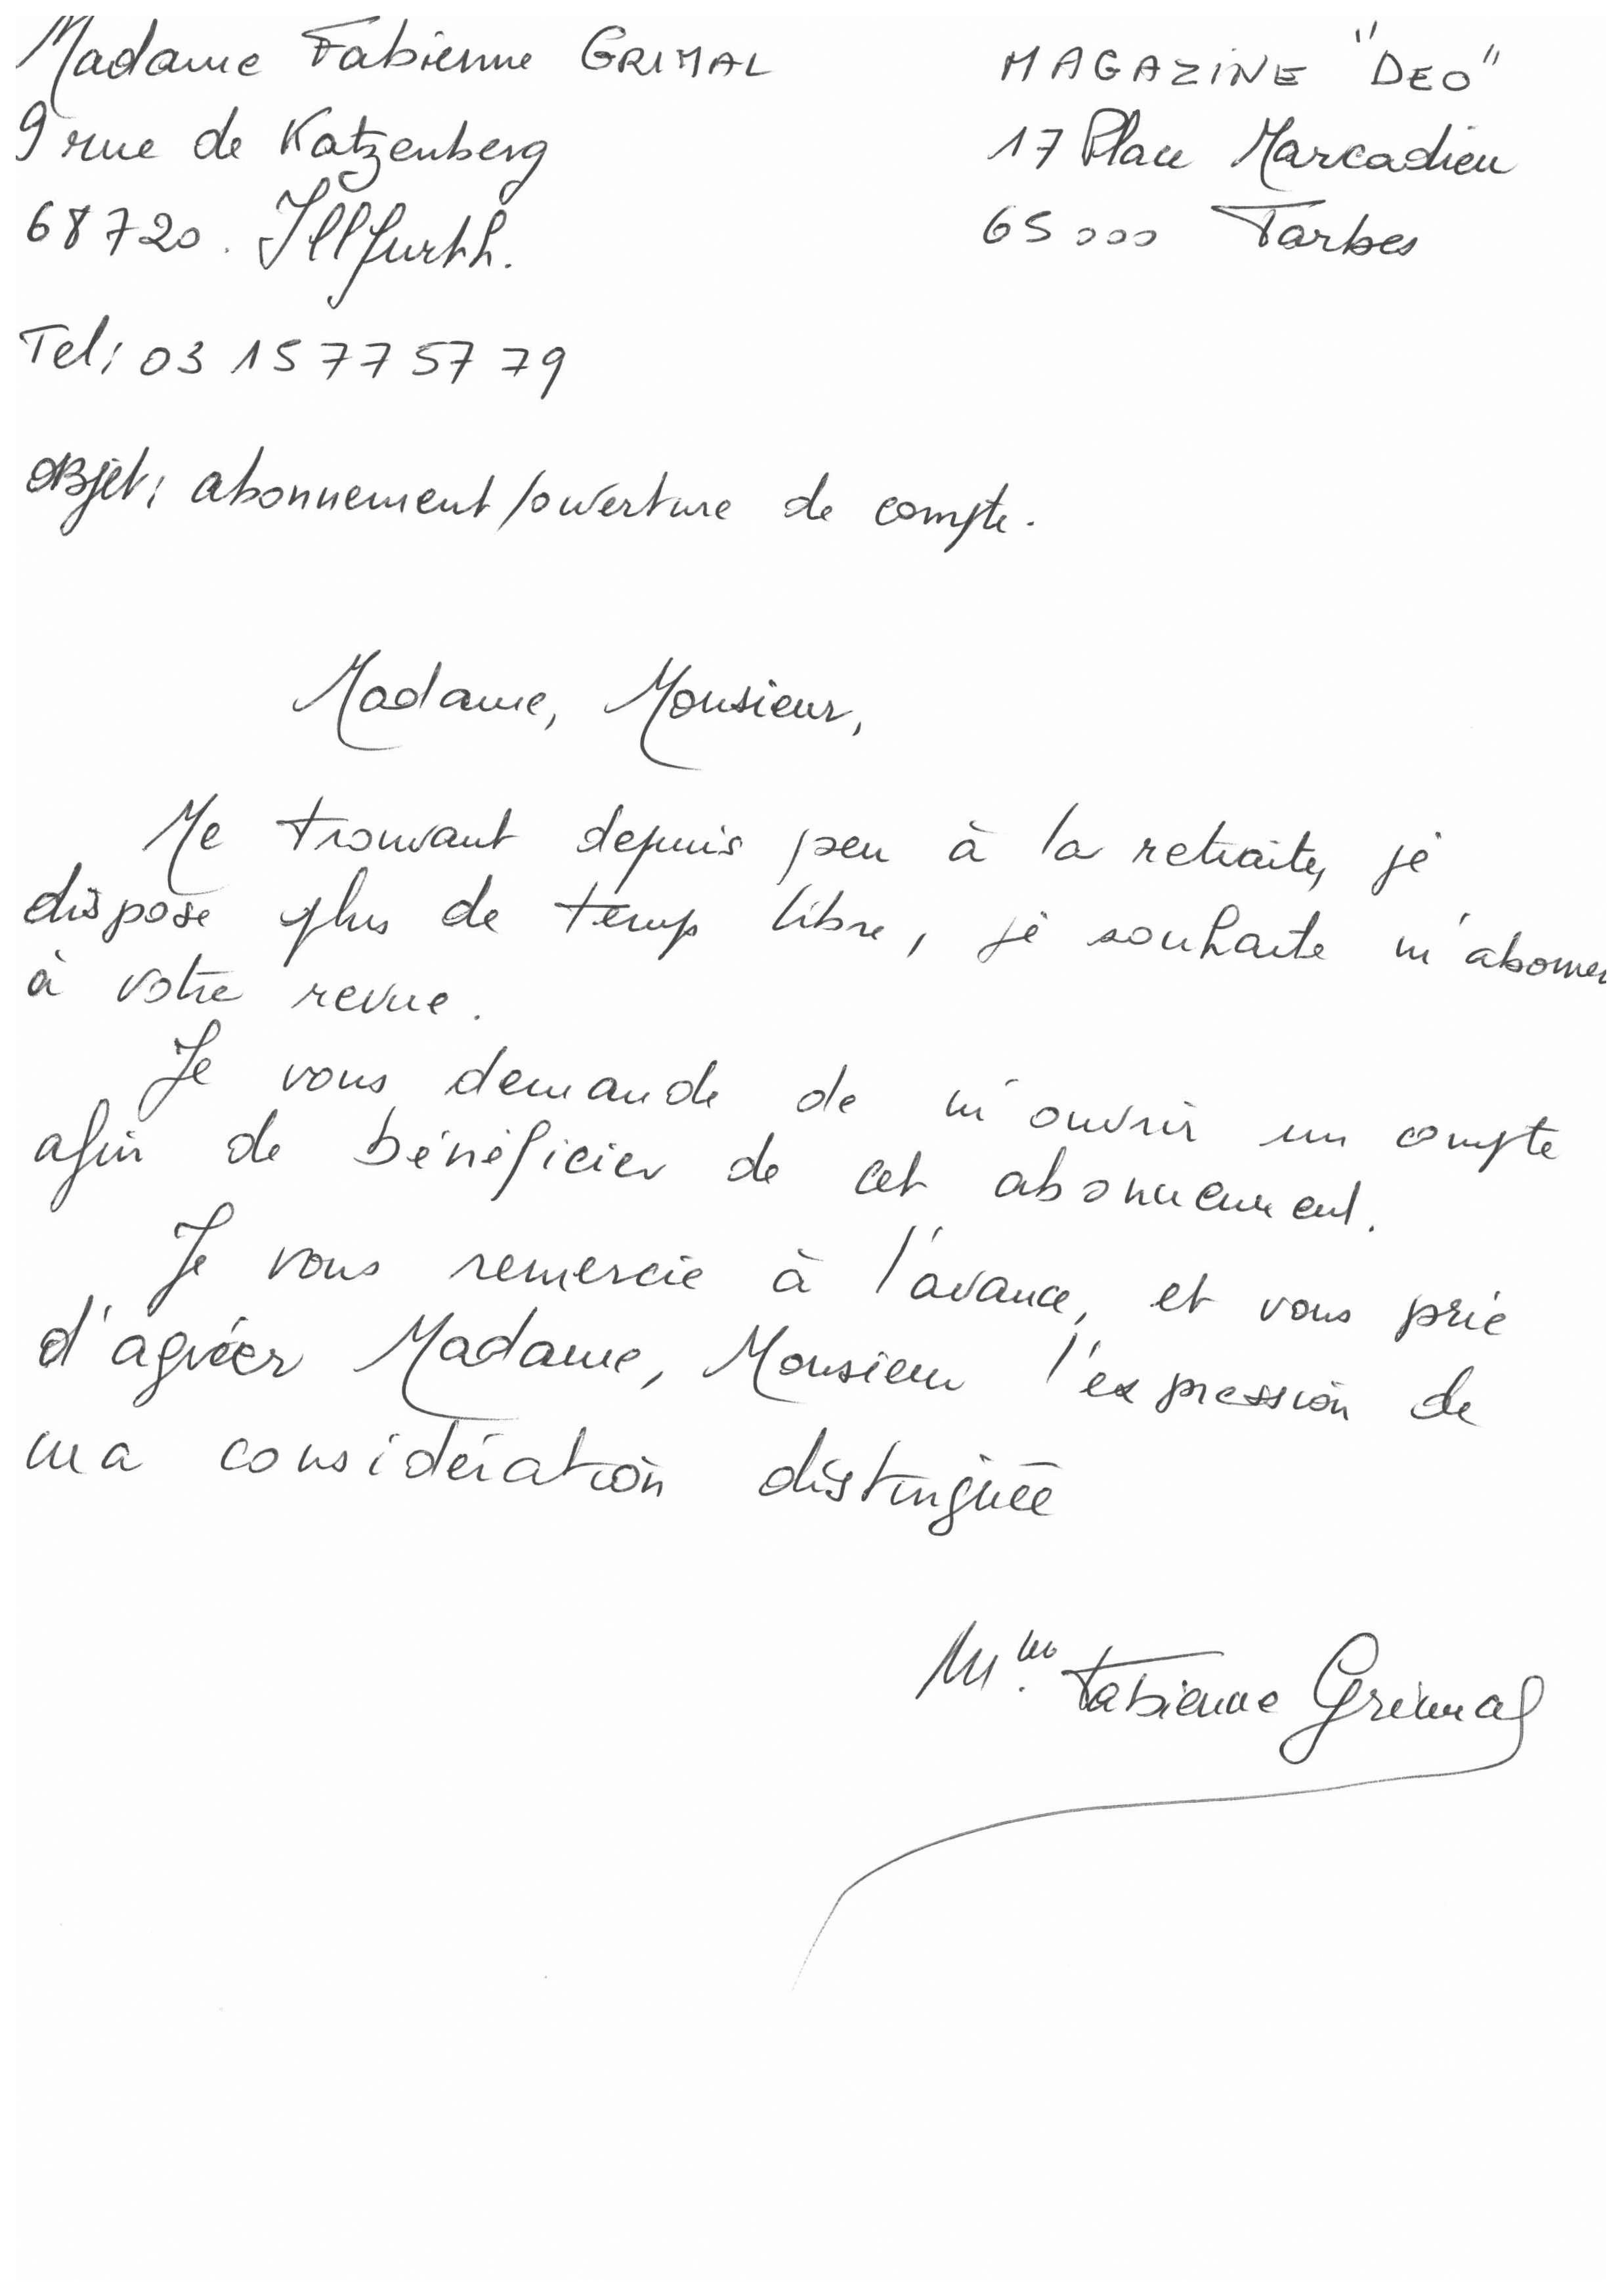 Madame Fabienne GRIMAL
9 rue de Katzenberg
68720. Illfurth.
Tel: 03 15 77 57 79
MAGAZINE "DEO"
17 Place Marcadieu
65000 Tarbes
Objet: abonnement/ouverture de compte.
Madame, Monsieur,
Me trouvant depuis peu à la retraite, je
dispose plus de temps libre, je souhaite m'abonner
à votre revue.
Je vous demande de m'ouvrir un compte
afin de bénéficier de cet abonnement.
Je vous remercie à l'avance, et vous prie
d'agréer Madame, Monsieur l'expression de
ma considération distinguée
Mme Fabienne Grimal